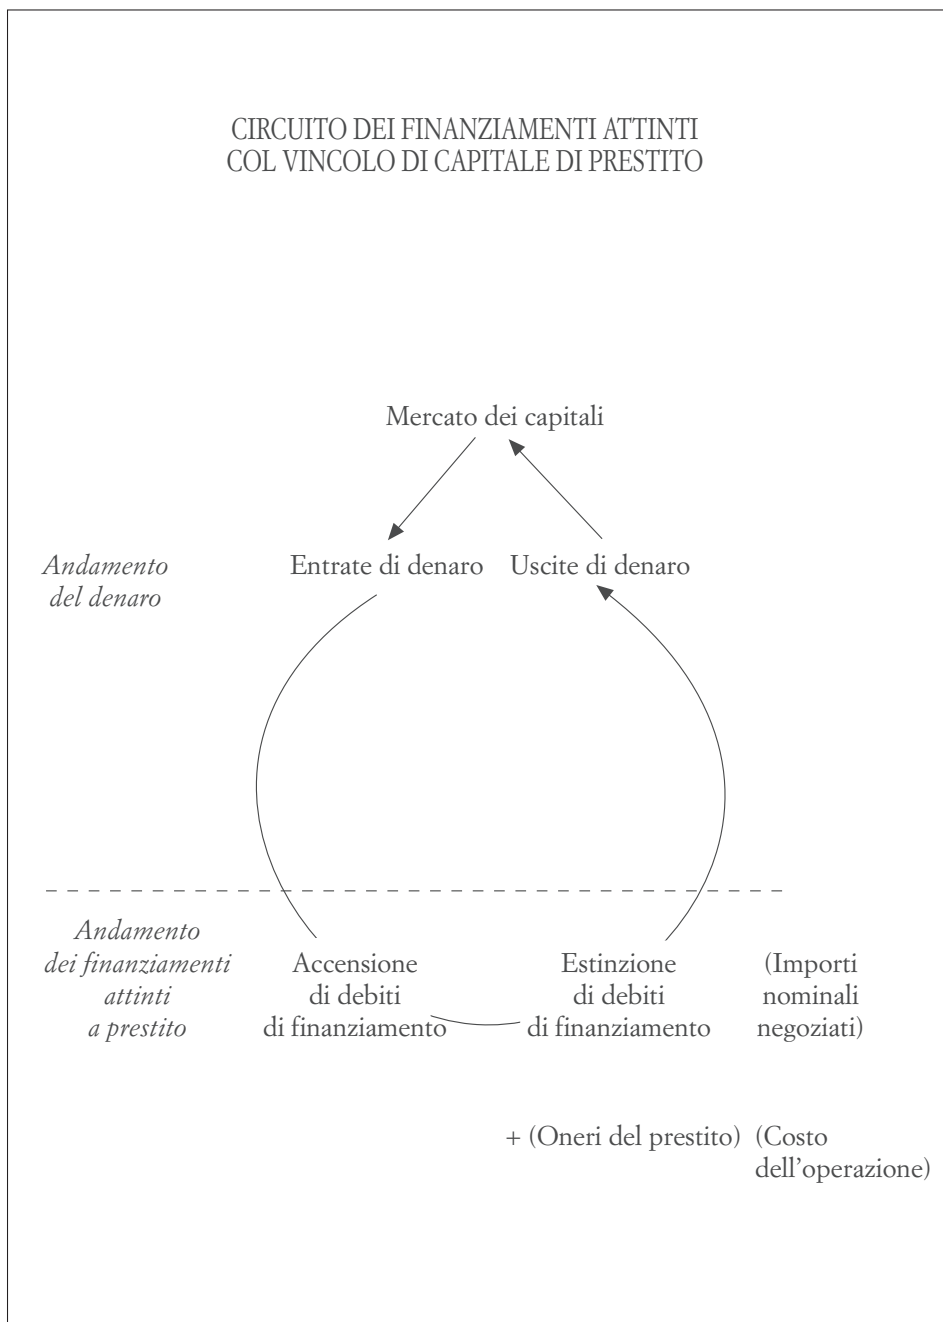 CIRCUITO DEI FINANZIAMENTI ATTINTI
COL VINCOLO DI CAPITALE DI PRESTITO
Mercato dei capitali
Andamento
del denaro
Entrate di denaro
Uscite di denaro
Andamento
dei finanziamenti
attinti
a prestito
Accensione
di debiti
di finanziamento
Estinzione
di debiti
di finanziamento
(Importi
nominali
negoziati)
+ (Oneri del prestito)
(Costo
dell’operazione)